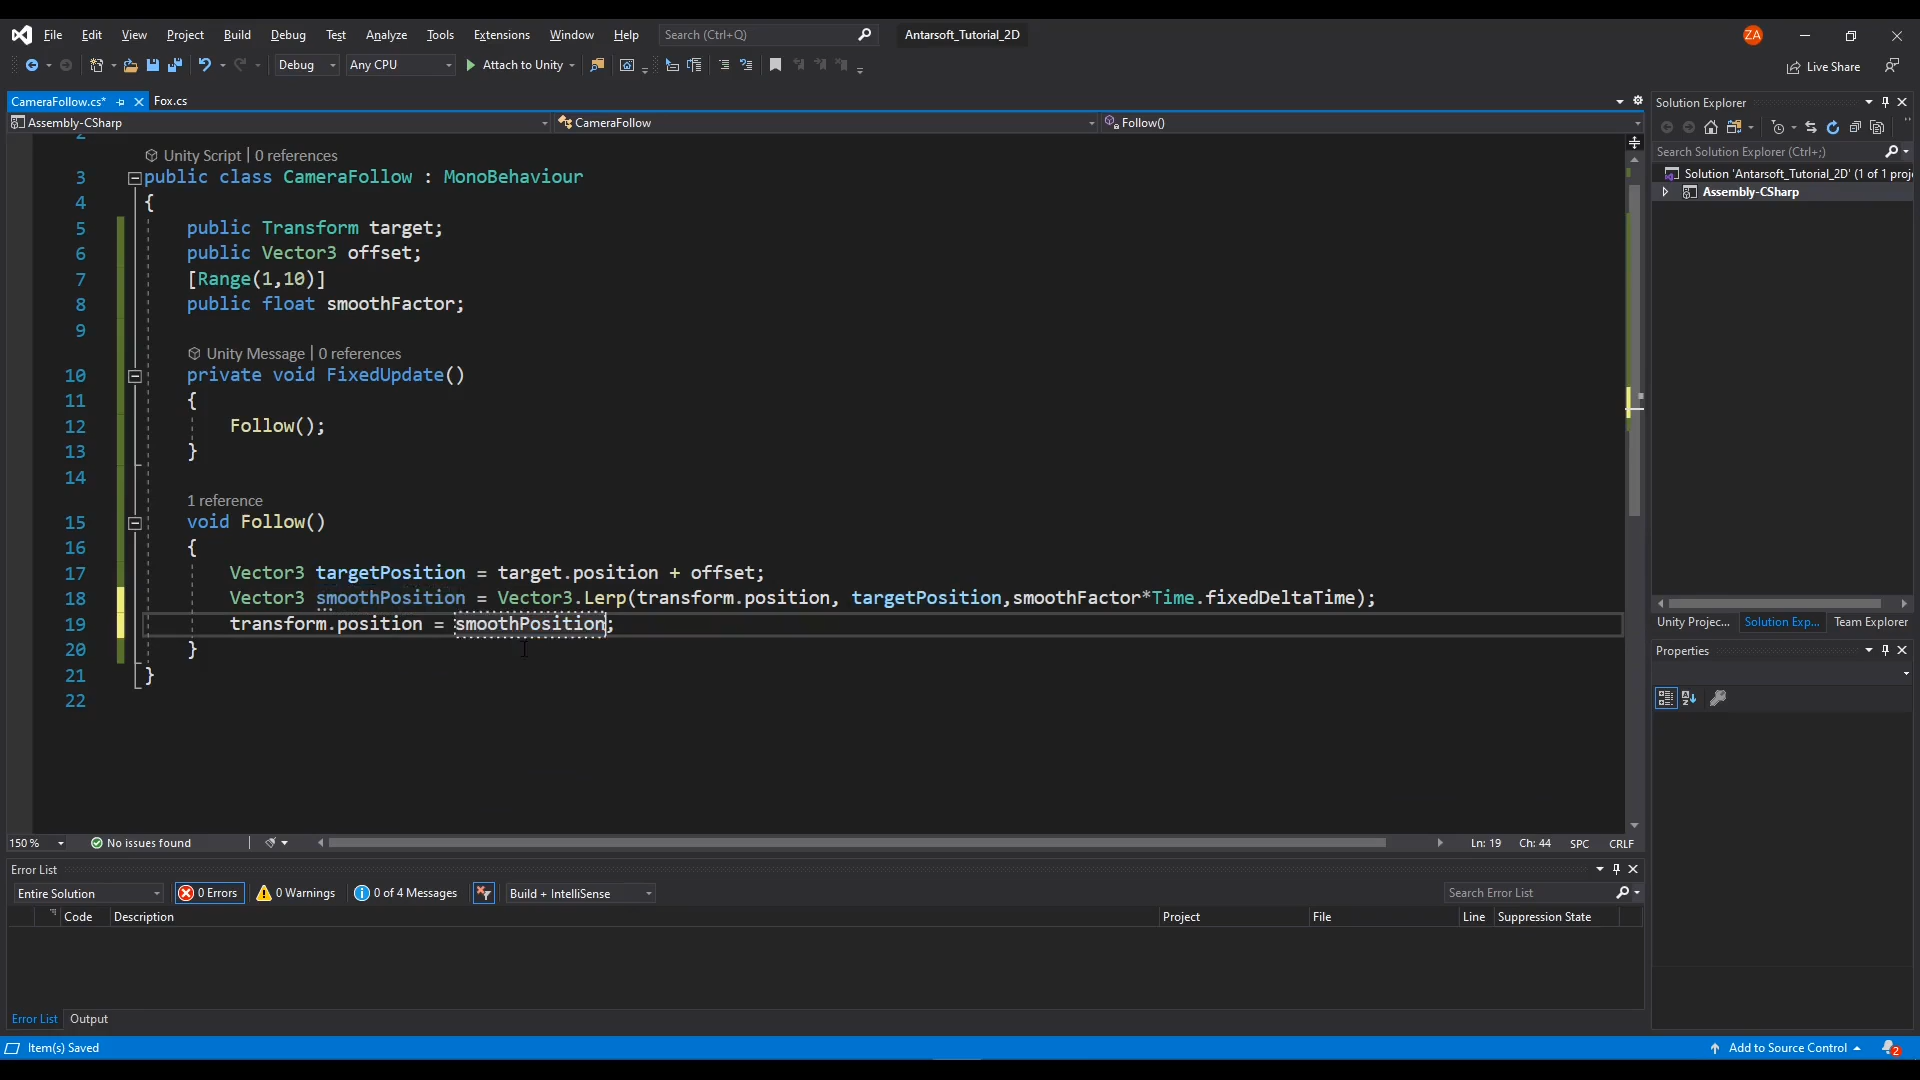 File Edit View Project Build Debug Test Analyze Tools Extensions Window Help Search (Ctrl+Q) Antarsoft_Tutorial_2D ZA
Debug Any CPU Attach to Unity Live Share
CameraFollow.cs* Fox.cs
Assembly-CSharp CameraFollow Follow()
2
Unity Script | 0 references
3 public class CameraFollow : MonoBehaviour
4 {
5 public Transform target;
6 public Vector3 offset;
7 [Range(1,10)]
8 public float smoothFactor;
9
Unity Message | 0 references
10 private void FixedUpdate()
11 {
12 Follow();
13 }
14
1 reference
15 void Follow()
16 {
17 Vector3 targetPosition = target.position + offset;
18 Vector3 smoothPosition = Vector3.Lerp(transform.position, targetPosition,smoothFactor*Time.fixedDeltaTime);
19 transform.position = smoothPosition;
20 }
21 }
22
150 % No issues found Ln: 19 Ch: 44 SPC CRLF
Error List
Entire Solution 0 Errors 0 Warnings 0 of 4 Messages Build + IntelliSense Search Error List
Code Description Project File Line Suppression State
Error List Output
Item(s) Saved Add to Source Control 2
Solution Explorer
Search Solution Explorer (Ctrl+;)
Solution 'Antarsoft_Tutorial_2D' (1 of 1 proj
Assembly-CSharp
Unity Projec... Solution Exp... Team Explorer
Properties